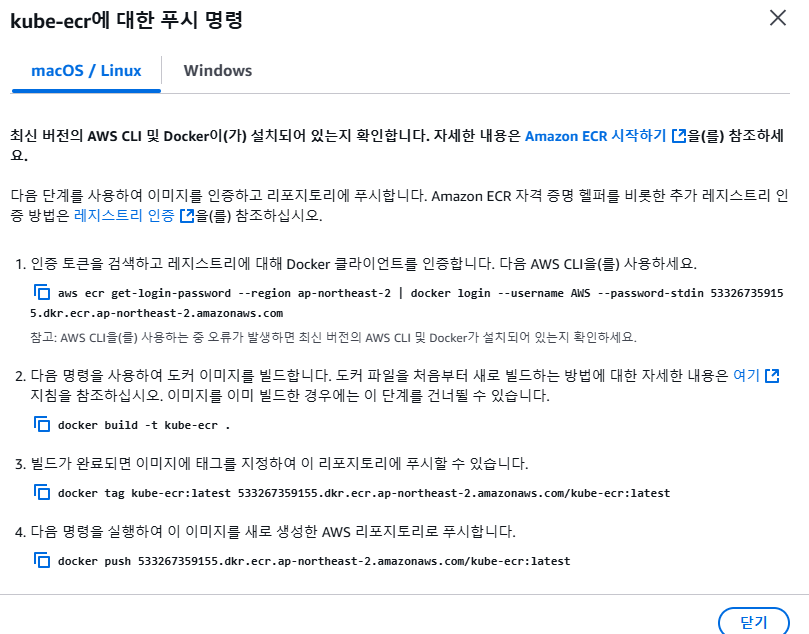 kube-ecr에 대한 푸시 명령
macOS / Linux
Windows
최신 버전의 AWS CLI 및 Docker이(가) 설치되어 있는지 확인합니다. 자세한 내용은 Amazon ECR 시작하기 을(를) 참조하세
요.
다음 단계를 사용하여 이미지를 인증하고 리포지토리에 푸시합니다. Amazon ECR 자격 증명 헬퍼를 비롯한 추가 레지스트리 인
증 방법은 레지스트리 인증 을(를) 참조하십시오.
1. 인증 토큰을 검색하고 레지스트리에 대해 Docker 클라이언트를 인증합니다. 다음 AWS CLI을(를) 사용하세요.
aws ecr get-login-password --region ap-northeast-2 | docker login --username AWS --password-stdin 53326735915
5.dkr.ecr.ap-northeast-2.amazonaws.com
참고: AWS CLI을(를) 사용하는 중 오류가 발생하면 최신 버전의 AWS CLI 및 Docker가 설치되어 있는지 확인하세요.
2. 다음 명령을 사용하여 도커 이미지를 빌드합니다. 도커 파일을 처음부터 새로 빌드하는 방법에 대한 자세한 내용은 여기
지침을 참조하십시오. 이미지를 이미 빌드한 경우에는 이 단계를 건너뛸 수 있습니다.
docker build -t kube-ecr .
3. 빌드가 완료되면 이미지에 태그를 지정하여 이 리포지토리에 푸시할 수 있습니다.
docker tag kube-ecr:latest 533267359155.dkr.ecr.ap-northeast-2.amazonaws.com/kube-ecr:latest
4. 다음 명령을 실행하여 이 이미지를 새로 생성한 AWS 리포지토리로 푸시합니다.
docker push 533267359155.dkr.ecr.ap-northeast-2.amazonaws.com/kube-ecr:latest
닫기